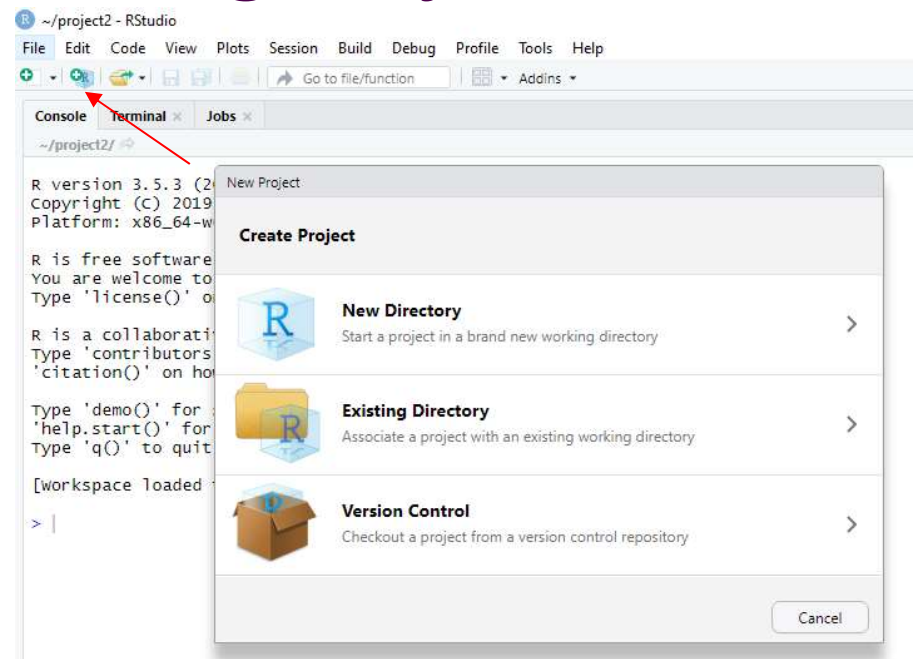 ~/project2 - RStudio
File Edit Code View Plots Session Build Debug Profile Tools Help
Go to file/function Addins
Console Terminal Jobs
~/project2/
R version 3.5.3 (2
Copyright (C) 2019
Platform: x86_64-w
R is free software
You are welcome to
Type 'license()' o
R is a collaborati
Type 'contributors
'citation()' on how
Type 'demo()' for
'help.start()' for
Type 'q()' to quit
[workspace loaded
>
New Project
Create Project
New Directory
Start a project in a brand new working directory
Existing Directory
Associate a project with an existing working directory
Version Control
Checkout a project from a version control repository
Cancel